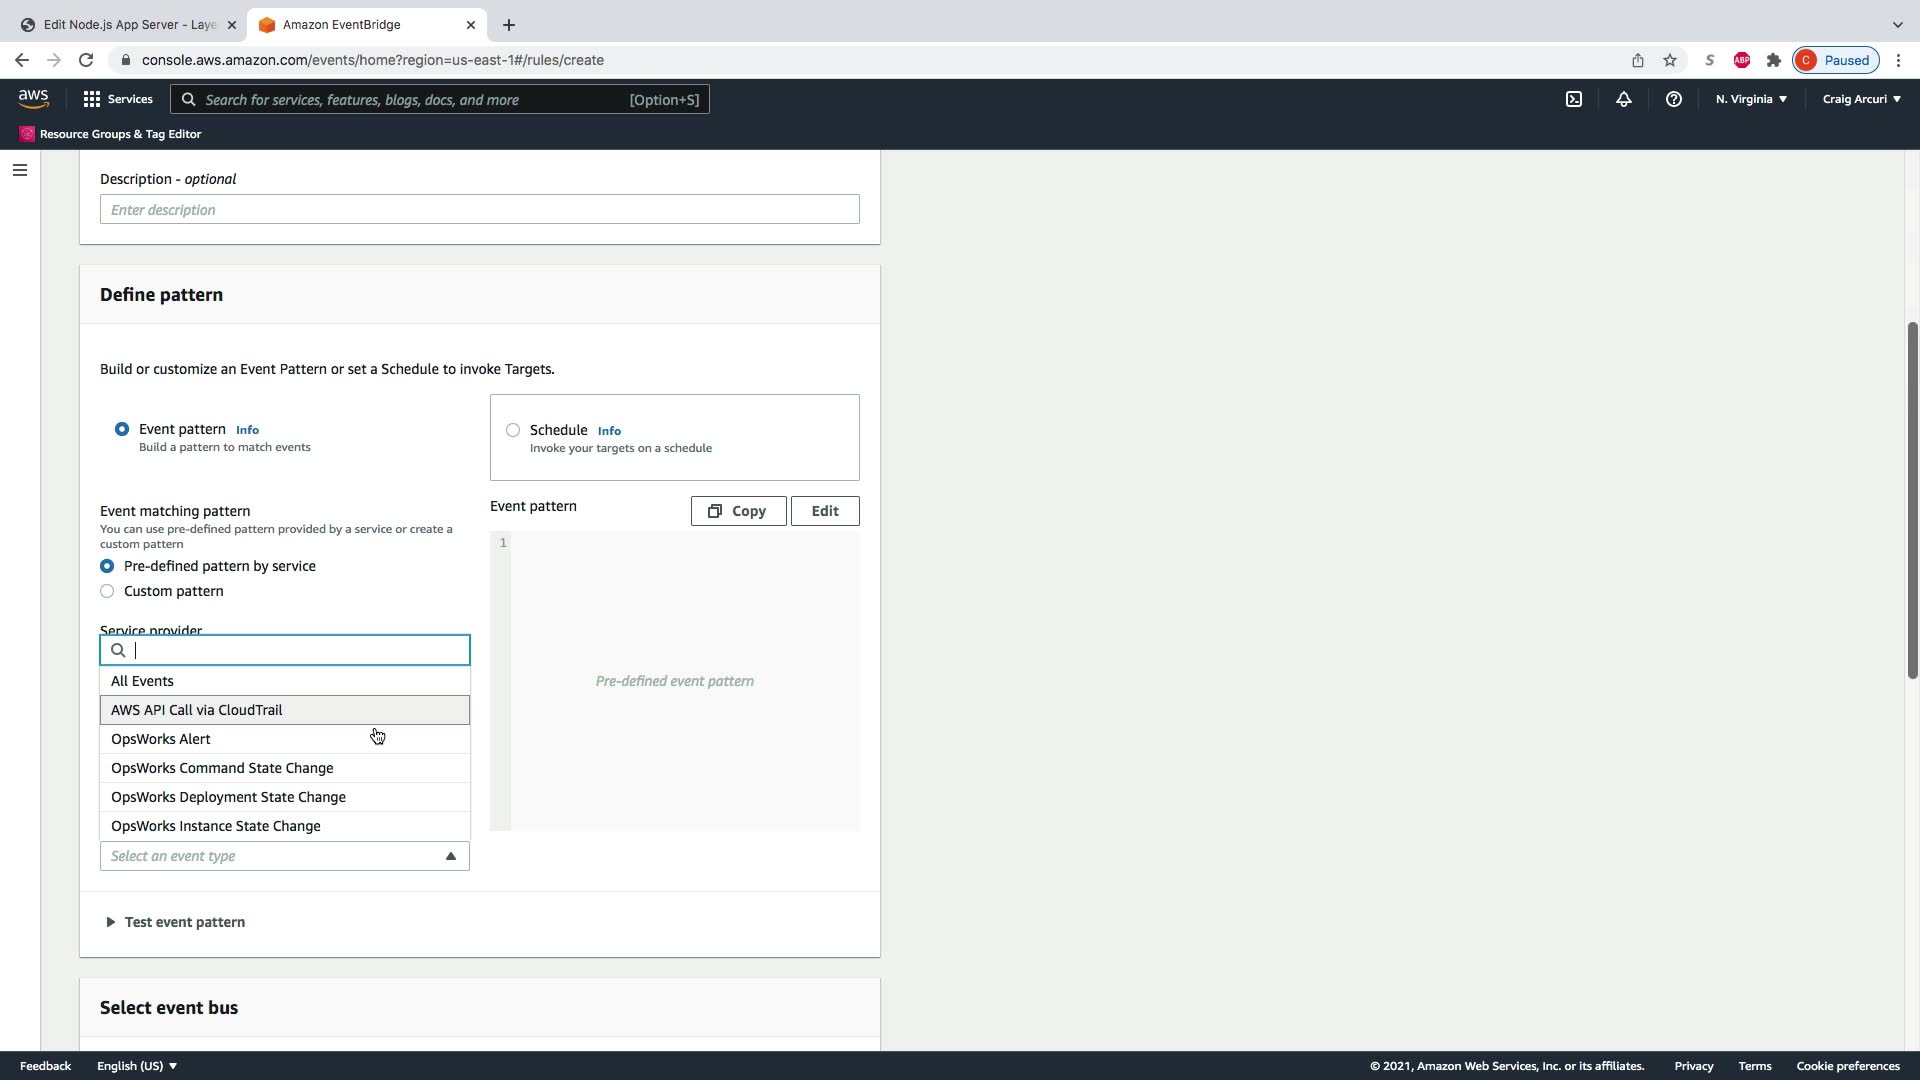 Edit Node.js App Server - Laye
Amazon EventBridge
console.aws.amazon.com/events/home?region=us-east-1#/rules/create
S
ABP
C Paused
aws
Services
Search for services, features, blogs, docs, and more [Option+S]
N. Virginia
Craig Arcuri
Resource Groups & Tag Editor
Description - optional
Enter description
Define pattern
Build or customize an Event Pattern or set a Schedule to invoke Targets.
Event pattern Info
Build a pattern to match events
Schedule Info
Invoke your targets on a schedule
Event matching pattern
You can use pre-defined pattern provided by a service or create a
custom pattern
Pre-defined pattern by service
Custom pattern
Service provider
All Events
AWS API Call via CloudTrail
OpsWorks Alert
OpsWorks Command State Change
OpsWorks Deployment State Change
OpsWorks Instance State Change
Select an event type
Event pattern
Copy
Edit
1
Pre-defined event pattern
Test event pattern
Select event bus
Feedback
English (US)
© 2021, Amazon Web Services, Inc. or its affiliates.
Privacy
Terms
Cookie preferences